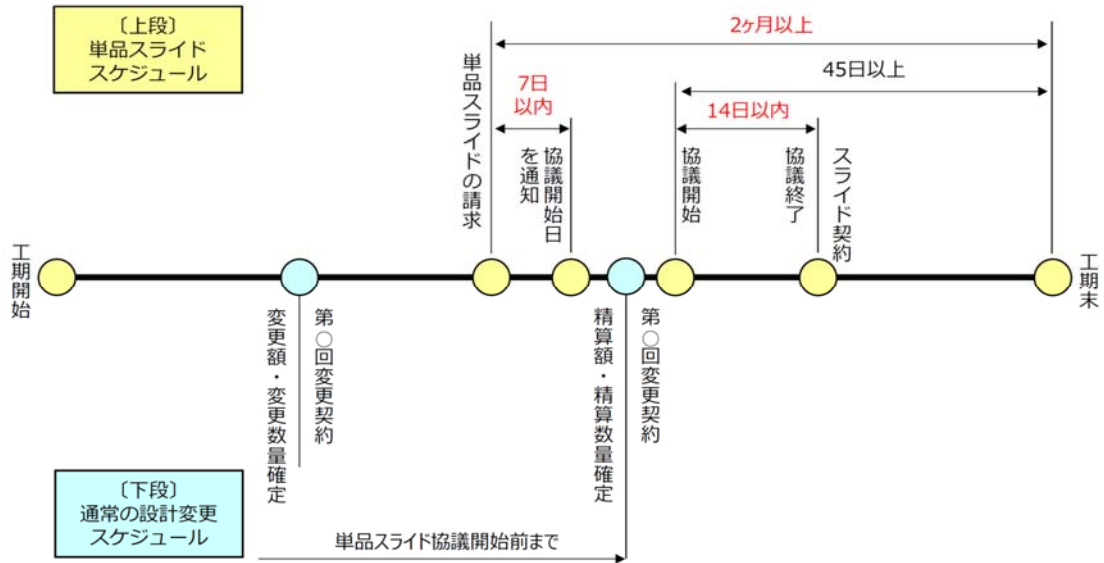 〔上段〕
単品スライド
スケジュール
2ヶ月以上
45日以上
7日
以内
14日以内
単品スライドの請求
協議開始日
を通知
協議開始
協議終了
スライド契約
工期開始
工期末
第○回変更契約
変更額・変更数量確定
第○回変更契約
精算額・精算数量確定
〔下段〕
通常の設計変更
スケジュール
単品スライド協議開始前まで